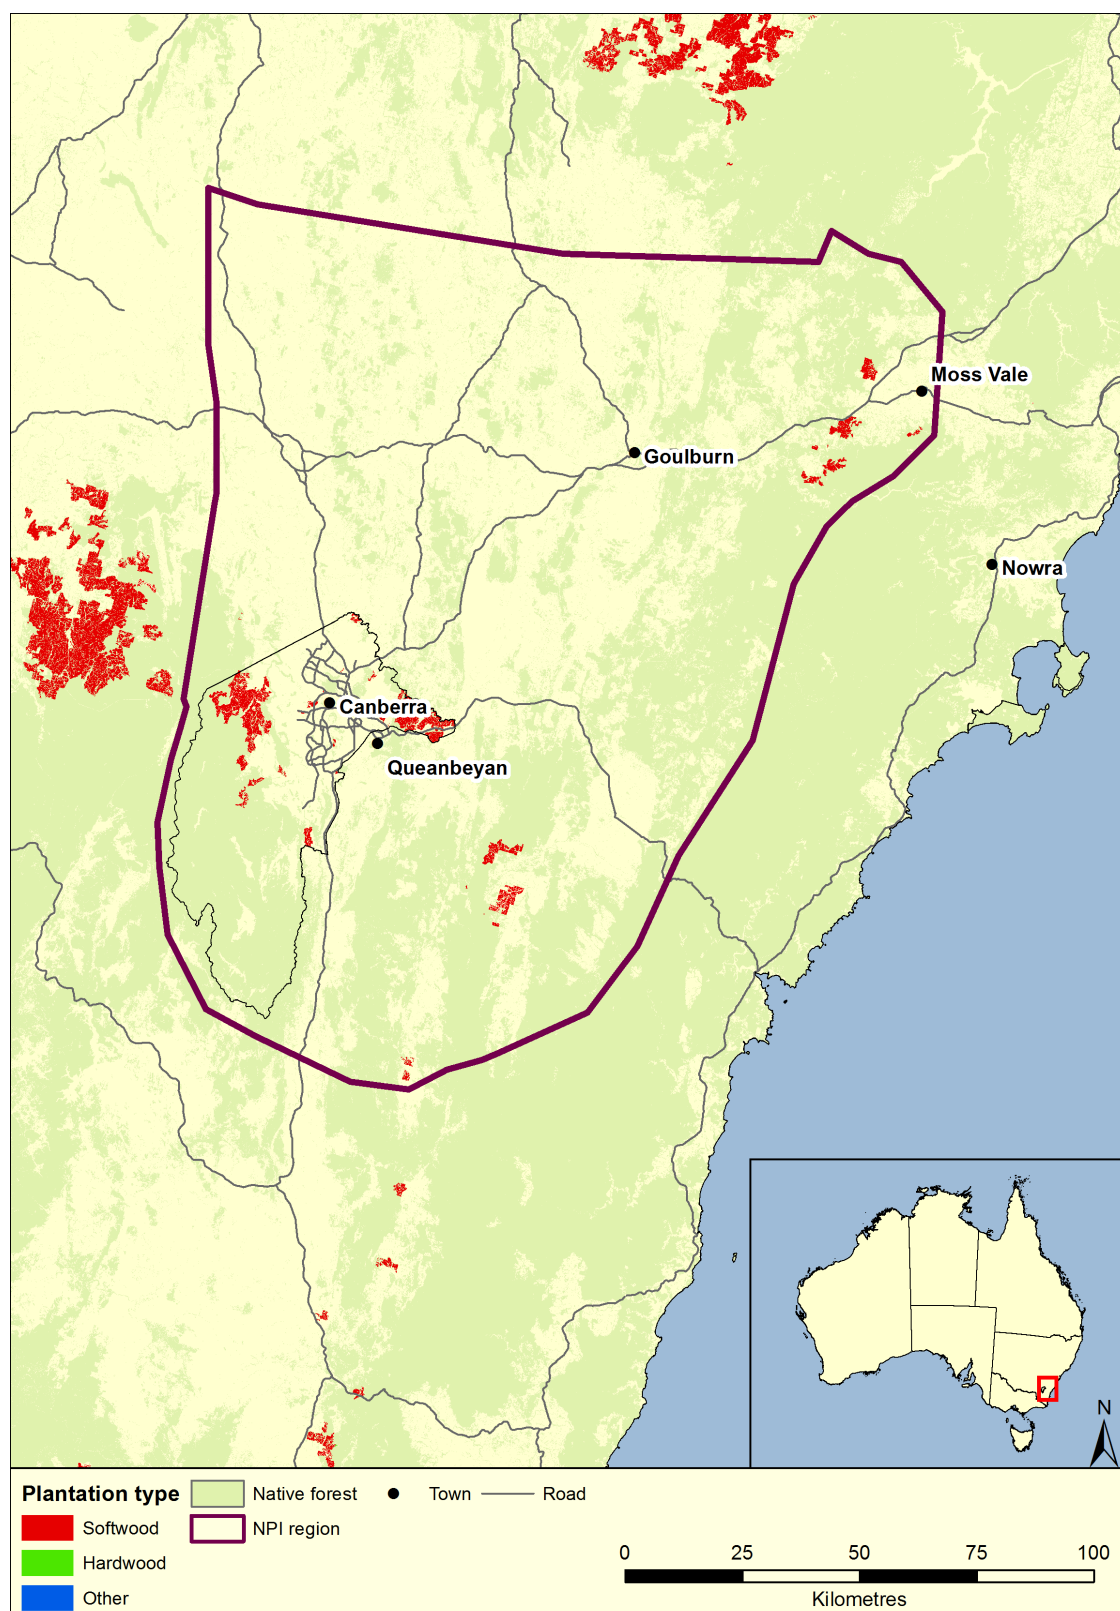 Moss Vale
Goulburn
Nowra
Canberra
Queanbeyan
N
Plantation type
Native forest
Town
Road
Softwood
NPI region
Hardwood
Other
0 25 50 75 100
Kilometres